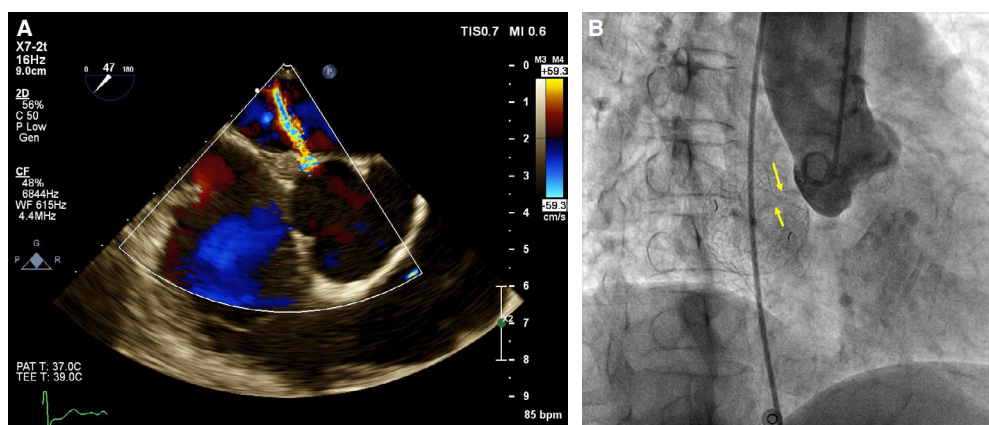 A
TIS0.7 MI 0.6
X7-2t
16Hz
9.0cm
0 47 180
P
2D
56%
C 50
P Low
Gen
CF
48%
6844Hz
WF 615Hz
4.4MHz
G
P R
M3 M4
+59.3
-59.3
cm/s
0
1
2
3
4
5
6
7
8
9
PAT T: 37.0C
TEE T: 39.0C
85 bpm
B